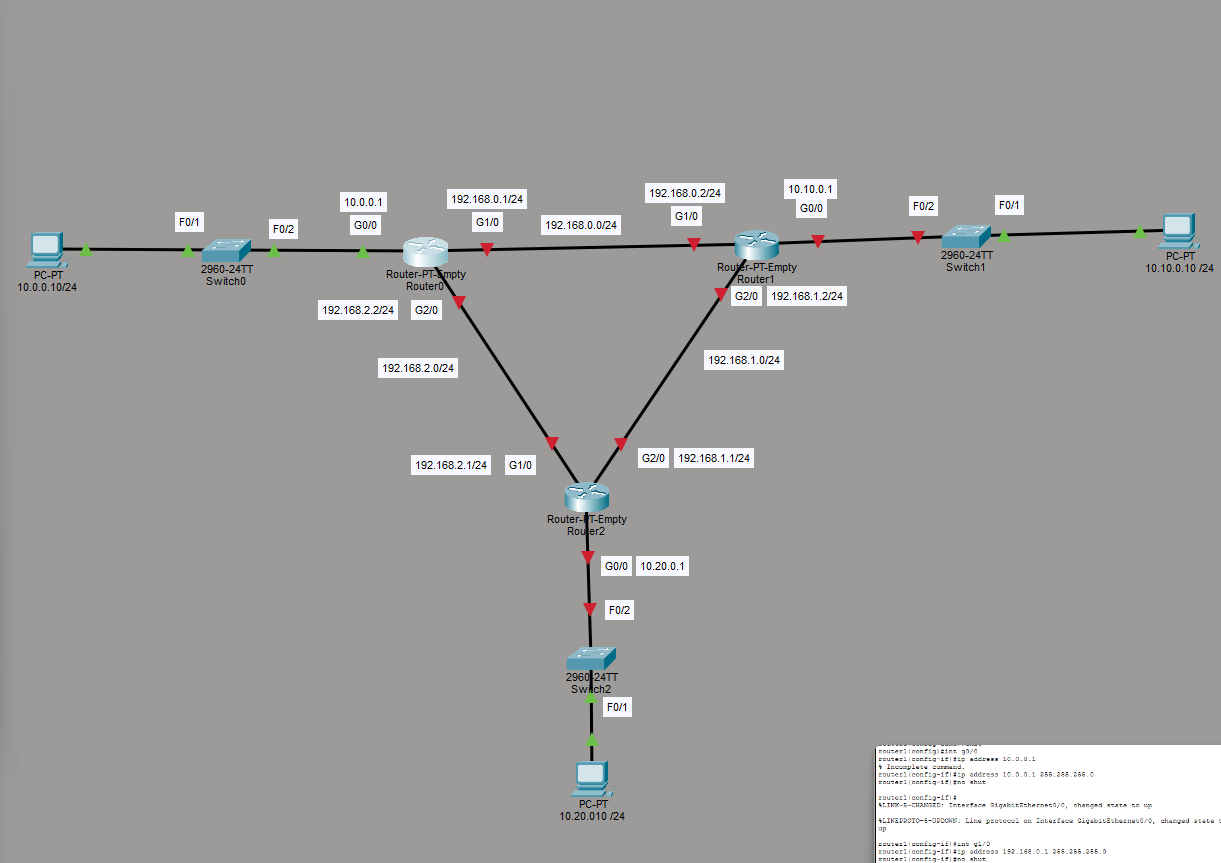 10.0.0.1
192.168.0.1/24
192.168.0.2/24
10.10.0.1
F0/1
F0/2
G0/0
G1/0
192.168.0.0/24
G1/0
G0/0
F0/2
F0/1
PC-PT
10.0.0.10/24
2960-24TT
Switch0
Router-PT-Empty
Router0
Router-PT-Empty
Router1
2960-24TT
Switch1
PC-PT
10.10.0.10 /24
192.168.2.2/24
G2/0
G2/0
192.168.1.2/24
192.168.2.0/24
192.168.1.0/24
192.168.2.1/24
G1/0
G2/0
192.168.1.1/24
Router-PT-Empty
Router2
G0/0
10.20.0.1
F0/2
2960-24TT
Switch2
F0/1
PC-PT
10.20.010 /24
router1(config)#int g0/0
router1(config-if)#ip address 10.0.0.1
% Incomplete command.
router1(config-if)#ip address 10.0.0.1 255.255.255.0
router1(config-if)#no shut
router1(config-if)#
%LINK-5-CHANGED: Interface GigabitEthernet0/0, changed state to up
%LINEPROTO-5-UPDOWN: Line protocol on Interface GigabitEthernet0/0, changed state t
up
router1(config-if)#int g1/0
router1(config-if)#ip address 192.168.0.1 255.255.255.0
router1(config-if)#no shut